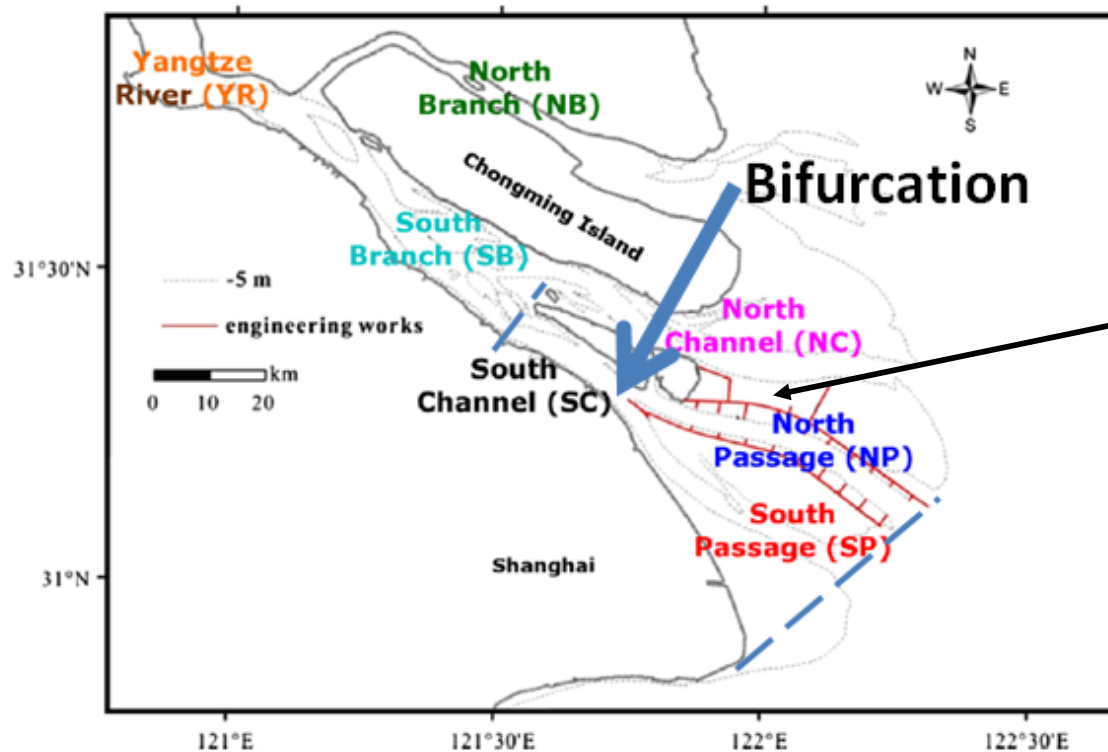 Yangtze
River (YR)
North
Branch (NB)
N
W
E
S
Bifurcation
Chongming Island
South
Branch (SB)
31°30'N
-5 m
engineering works
km
0 10 20
North
Channel (NC)
South
Channel (SC)
North
Passage (NP)
South
Passage (SP)
Shanghai
31°N
121°E
121°30'E
122°E
122°30'E